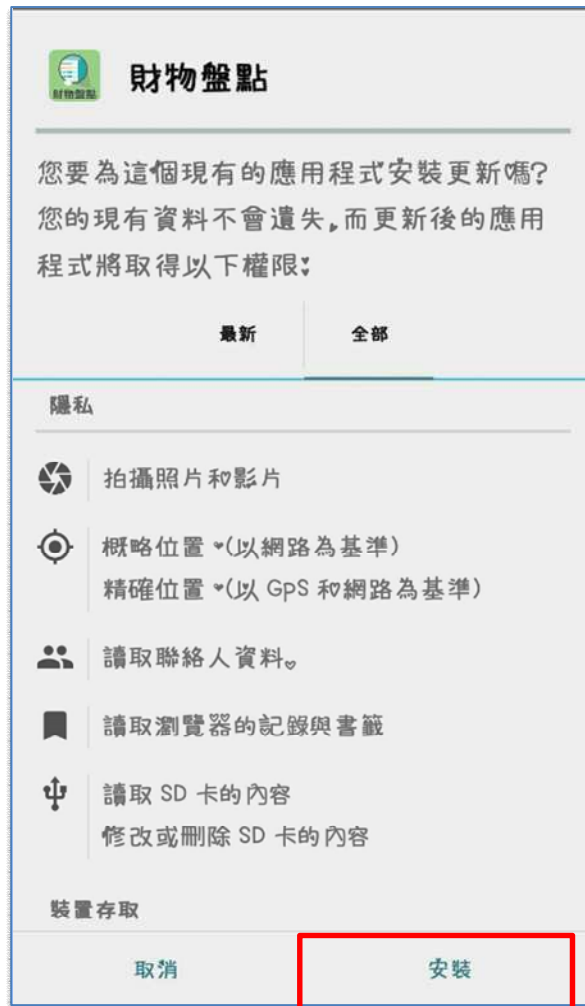 財物盤點
財物盤點
您要為這個現有的應用程式安裝更新嗎?
您的現有資料不會遺失,而更新後的應用
程式將取得以下權限:
最新
全部
隱私
拍攝照片和影片
概略位置 (以網路為基準)
精確位置 (以 GPS 和網路為基準)
讀取聯絡人資料。
讀取瀏覽器的記錄與書籤
讀取 SD 卡的內容
修改或刪除 SD 卡的內容
裝置存取
取消
安裝